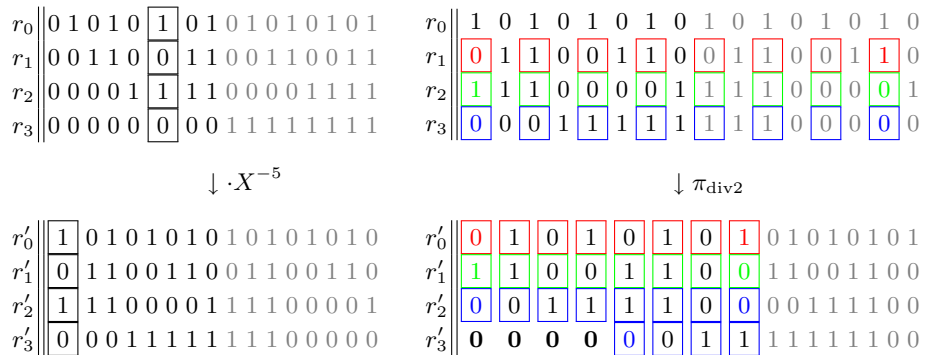 r₀ 0 1 0 1 0 1 0 1 0 1 0 1 0 1 0 1
r₁ 0 0 1 1 0 0 1 1 0 0 1 1 0 0 1 1
r₂ 0 0 0 0 1 1 1 1 0 0 0 0 1 1 1 1
r₃ 0 0 0 0 0 0 0 0 1 1 1 1 1 1 1 1
↓ ·X⁻⁵
r′₀ 1 0 1 0 1 0 1 0 1 0 1 0 1 0 1 0
r′₁ 0 1 1 0 0 1 1 0 0 1 1 0 0 1 1 0
r′₂ 1 1 1 0 0 0 0 1 1 1 1 0 0 0 0 1
r′₃ 0 0 0 1 1 1 1 1 1 1 1 0 0 0 0 0
r₀ 1 0 1 0 1 0 1 0 1 0 1 0 1 0 1 0
r₁ 0 1 1 0 0 1 1 0 0 1 1 0 0 1 1 0
r₂ 1 1 1 0 0 0 0 1 1 1 1 0 0 0 0 1
r₃ 0 0 0 1 1 1 1 1 1 1 1 0 0 0 0 0
↓ π_div2
r′₀ 0 1 0 1 0 1 0 1 0 1 0 1 0 1 0 1
r′₁ 1 1 0 0 1 1 0 0 1 1 0 0 1 1 0 0
r′₂ 0 0 1 1 1 1 0 0 0 0 1 1 1 1 0 0
r′₃ 0 0 0 0 0 0 1 1 1 1 1 1 1 1 0 0